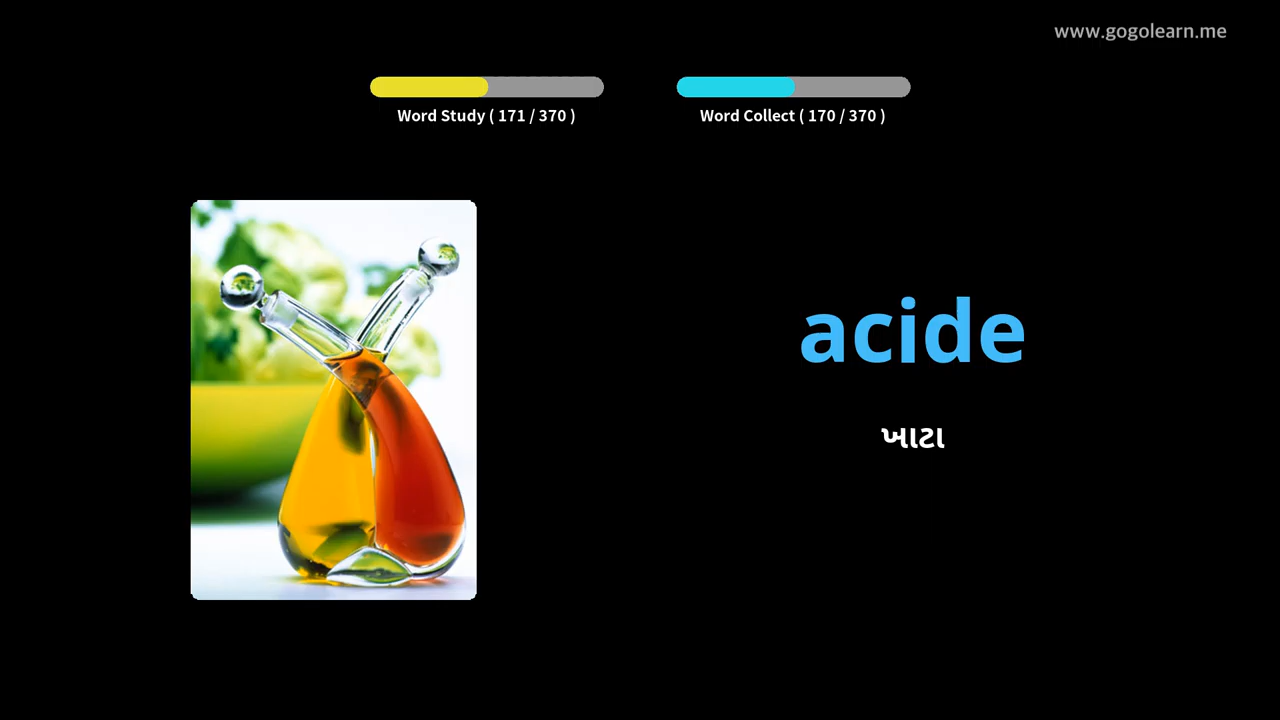 www.gogolearn.me
Word Study ( 171 / 370 )
Word Collect ( 170 / 370 )
acide
ખાટા